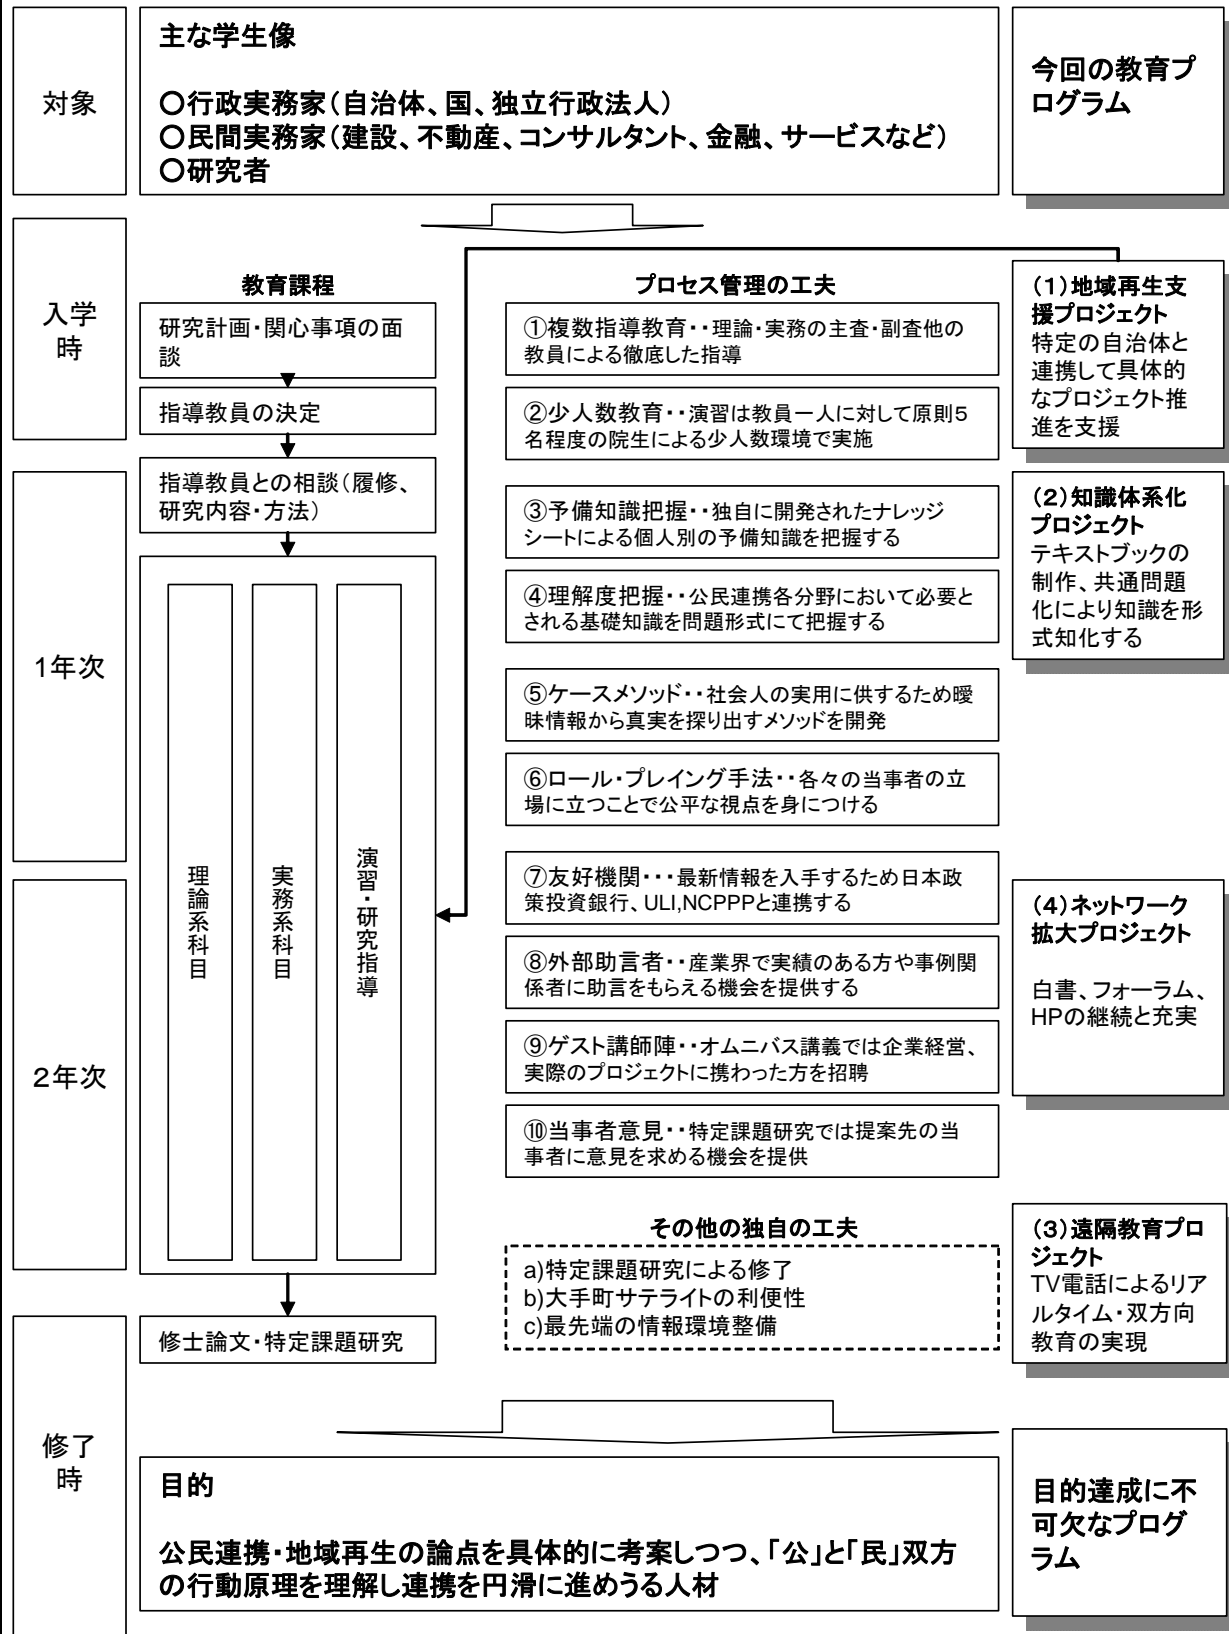 対象
主な学生像
○行政実務家(自治体、国、独立行政法人)
○民間実務家(建設、不動産、コンサルタント、金融、サービスなど)
○研究者
今回の教育プ
ログラム
入学
時
1年次
2年次
修了
時
教育課程
研究計画・関心事項の面
談
指導教員の決定
指導教員との相談(履修、
研究内容・方法)
理論系科目
実務系科目
演習・研究指導
修士論文・特定課題研究
プロセス管理の工夫
①複数指導教育・・理論・実務の主査・副査他の
教員による徹底した指導
②少人数教育・・演習は教員一人に対して原則5
名程度の院生による少人数環境で実施
③予備知識把握・・独自に開発されたナレッジ
シートによる個人別の予備知識を把握する
④理解度把握・・公民連携各分野において必要と
される基礎知識を問題形式にて把握する
⑤ケースメソッド・・社会人の実用に供するため曖
昧情報から真実を探り出すメソッドを開発
⑥ロール・プレイング手法・・各々の当事者の立
場に立つことで公平な視点を身につける
⑦友好機関・・・最新情報を入手するため日本政
策投資銀行、ULI,NCPPPと連携する
⑧外部助言者・・産業界で実績のある方や事例関
係者に助言をもらえる機会を提供する
⑨ゲスト講師陣・・オムニバス講義では企業経営、
実際のプロジェクトに携わった方を招聘
⑩当事者意見・・特定課題研究では提案先の当
事者に意見を求める機会を提供
その他の独自の工夫
a)特定課題研究による修了
b)大手町サテライトの利便性
c)最先端の情報環境整備
(1)地域再生支
援プロジェクト
特定の自治体と
連携して具体的
なプロジェクト推
進を支援
(2)知識体系化
プロジェクト
テキストブックの
制作、共通問題
化により知識を形
式知化する
(4)ネットワーク
拡大プロジェクト
白書、フォーラム、
HPの継続と充実
(3)遠隔教育プロ
ジェクト
TV電話によるリア
ルタイム・双方向
教育の実現
目的
公民連携・地域再生の論点を具体的に考案しつつ、「公」と「民」双方
の行動原理を理解し連携を円滑に進めうる人材
目的達成に不
可欠なプログ
ラム